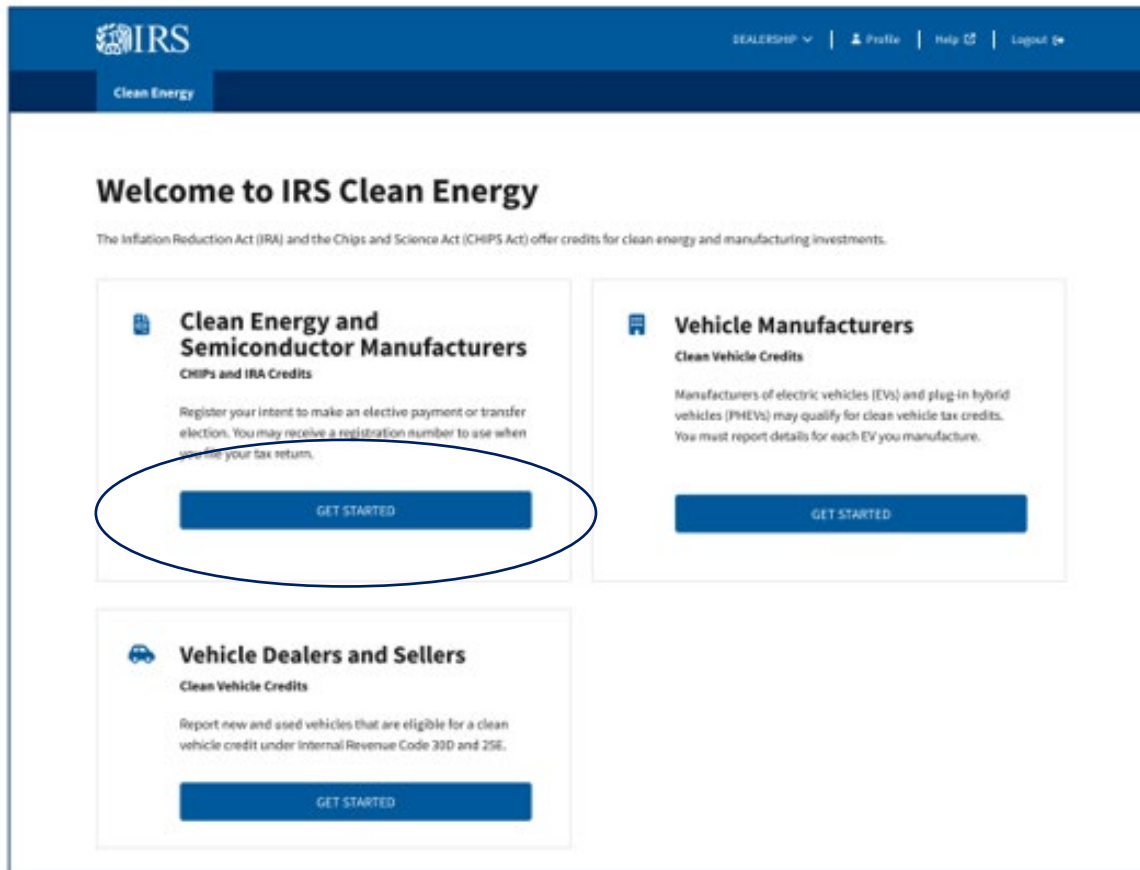 IRS
DEALERSHIP
Profile
Help
Logout
Clean Energy
Welcome to IRS Clean Energy
The Inflation Reduction Act (IRA) and the Chips and Science Act (CHIPS Act) offer credits for clean energy and manufacturing investments.
Clean Energy and
Semiconductor Manufacturers
CHIPs and IRA Credits
Register your intent to make an elective payment or transfer
election. You may receive a registration number to use when
you file your tax return.
GET STARTED
Vehicle Manufacturers
Clean Vehicle Credits
Manufacturers of electric vehicles (EVs) and plug-in hybrid
vehicles (PHEVs) may qualify for clean vehicle tax credits.
You must report details for each EV you manufacture.
GET STARTED
Vehicle Dealers and Sellers
Clean Vehicle Credits
Report new and used vehicles that are eligible for a clean
vehicle credit under Internal Revenue Code 30D and 25E.
GET STARTED